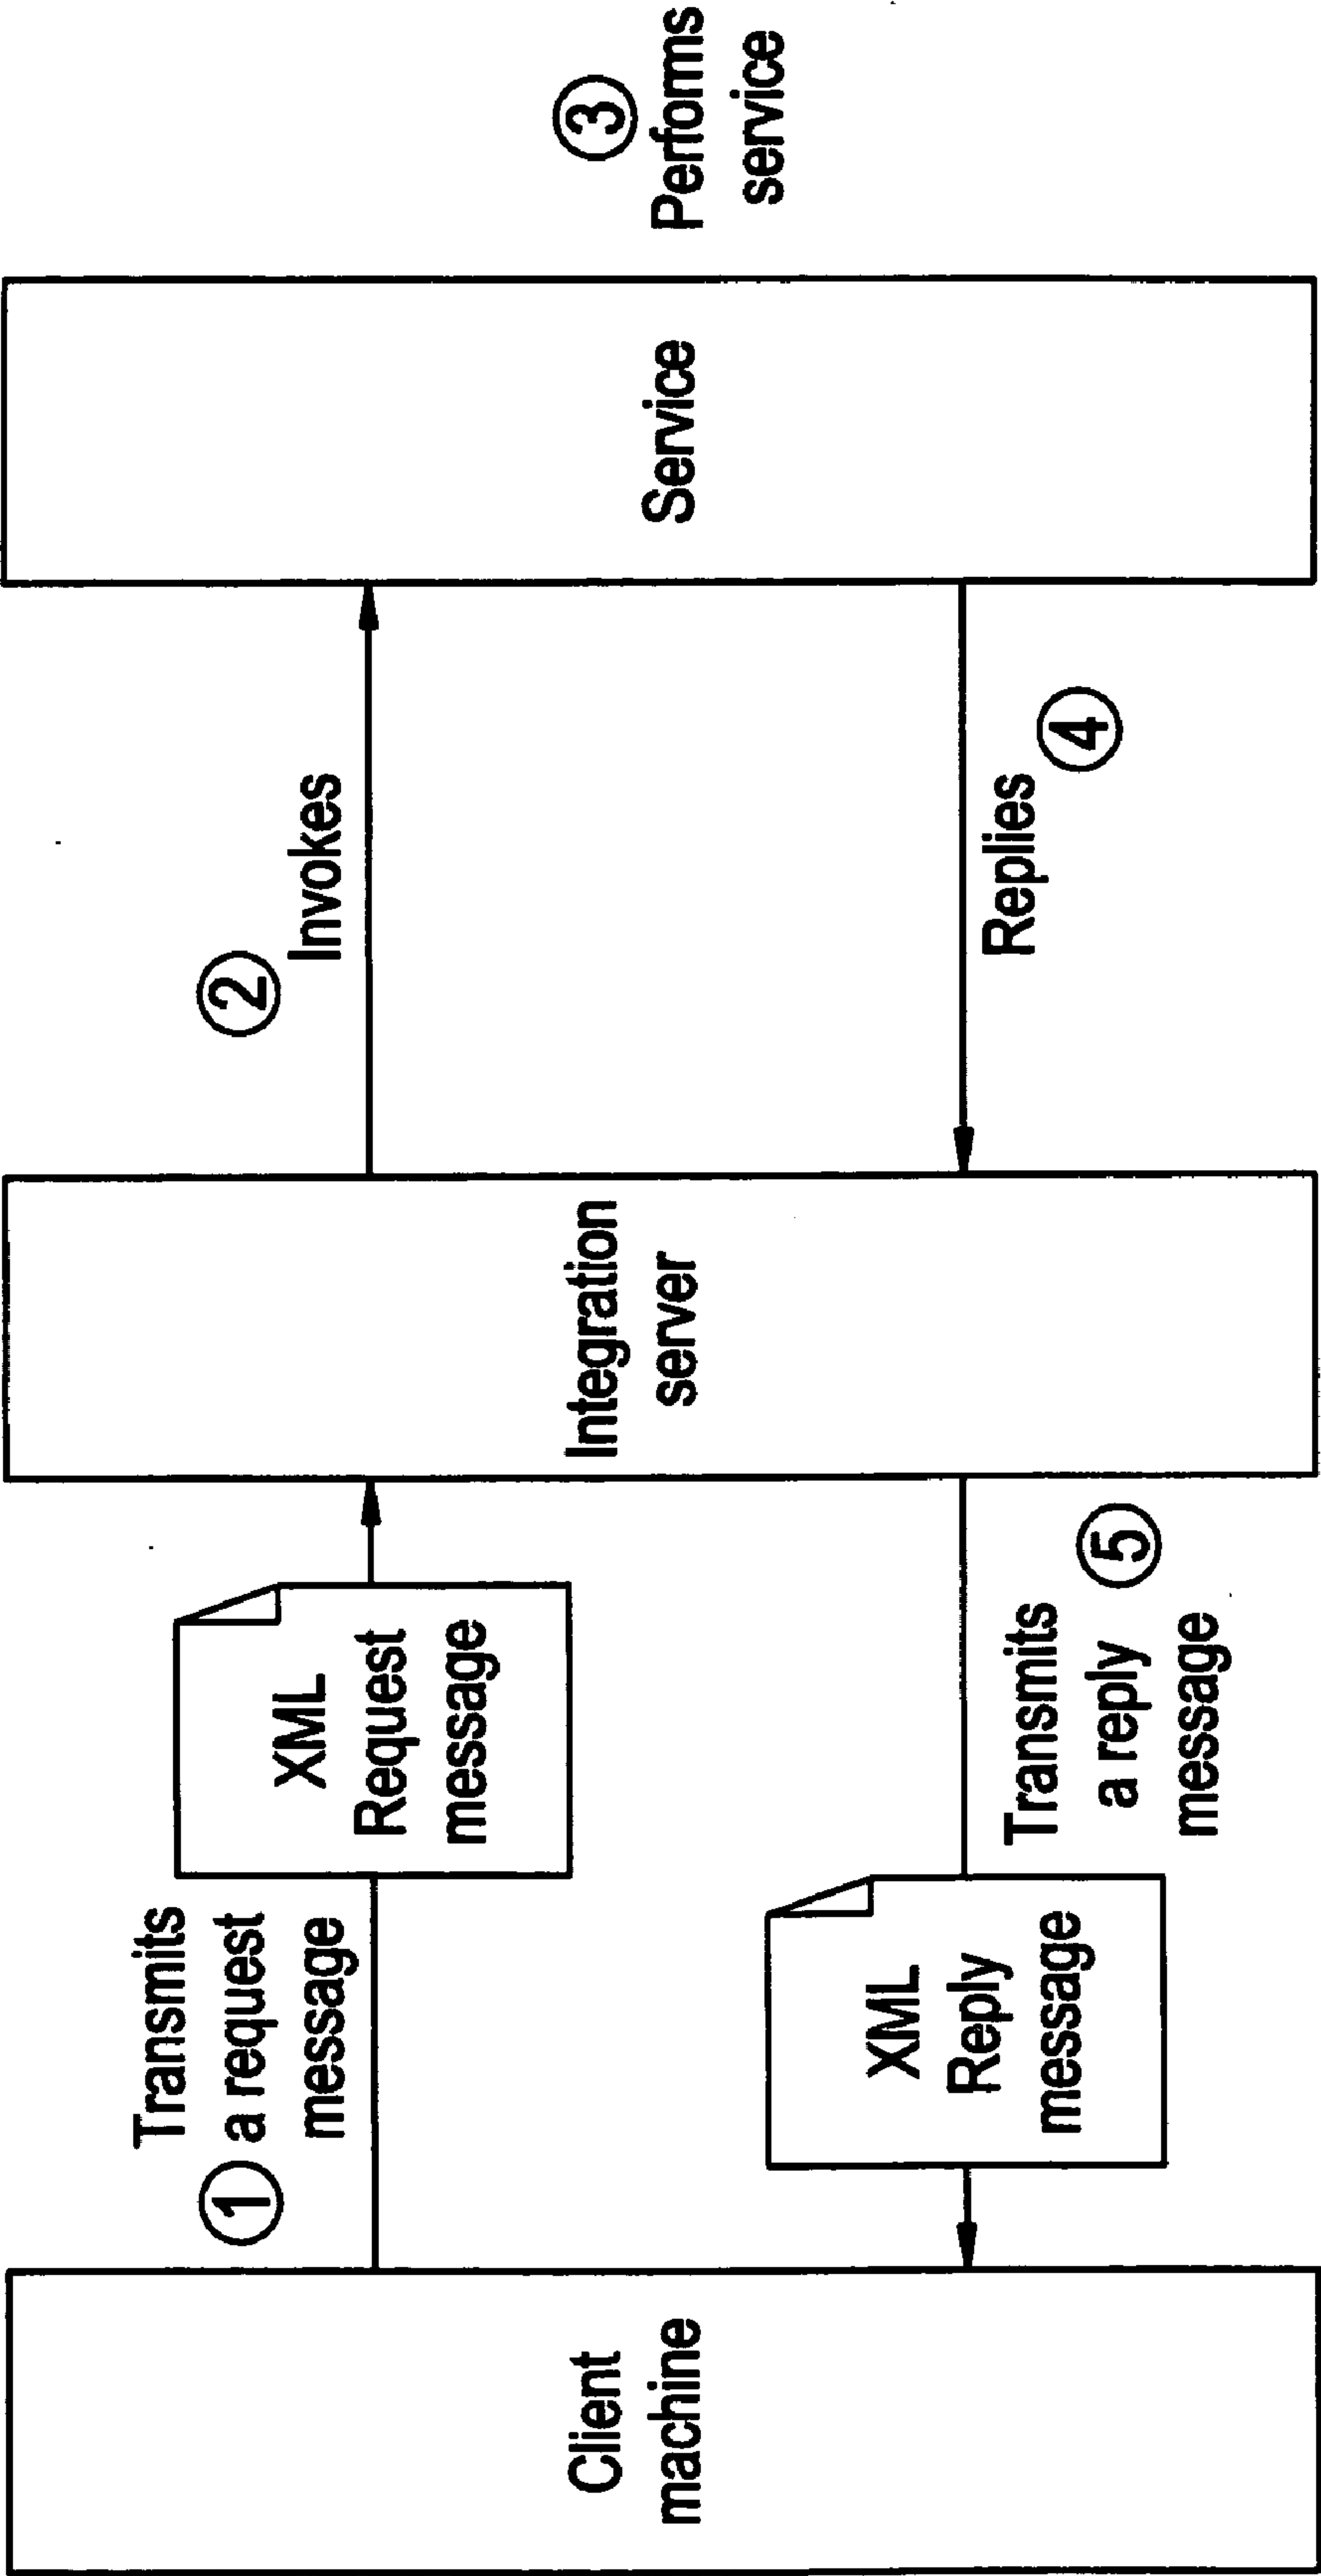 Client
machine
Transmits
① a request
message
XML
Request
message
XML
Reply
message
Transmits
a reply
message
⑤
Integration
server
②
Invokes
Replies
④
Service
③
Performs
service